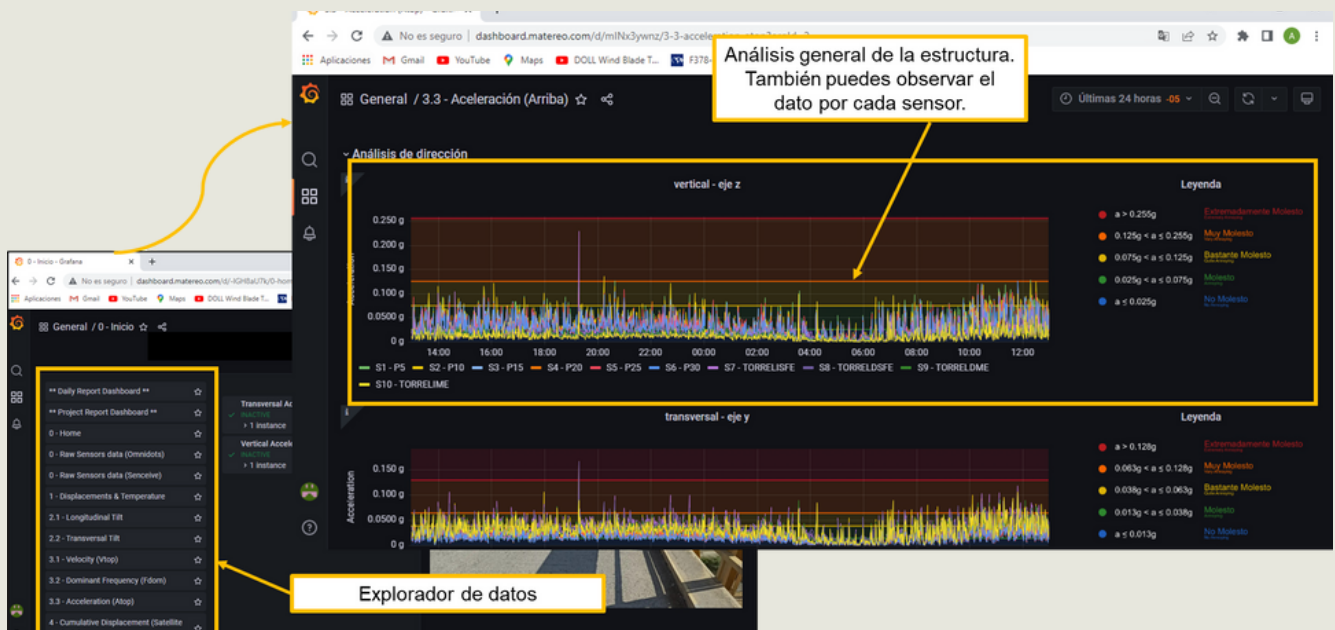 No es seguro | dashboard.matereo.com/d/mINx3ywnz/3-3-acceleration-atop?orgId=2
Aplicaciones Gmail YouTube Maps DOLL Wind Blade T... F378-
Análisis general de la estructura.
También puedes observar el
dato por cada sensor.
General / 3.3 - Aceleración (Arriba)
Últimas 24 horas -05
Análisis de dirección
vertical - eje z
Leyenda
Acceleration
0.250 g
0.200 g
0.150 g
0.100 g
0.0500 g
0 g
14:00 16:00 18:00 20:00 22:00 00:00 02:00 04:00 06:00 08:00 10:00 12:00
S1 - P5 S2 - P10 S3 - P15 S4 - P20 S5 - P25 S6 - P30 S7 - TORRELISFE S8 - TORRELDSFE S9 - TORRELDME
S10 - TORRELIME
a > 0.255g Extremadamente Molesto
0.125g < a ≤ 0.255g Muy Molesto
0.075g < a ≤ 0.125g Bastante Molesto
0.025g < a ≤ 0.075g Molesto
a ≤ 0.025g No Molesto
transversal - eje y
Leyenda
Acceleration
0.150 g
0.100 g
0.0500 g
0 g
a > 0.128g Extremadamente Molesto
0.063g < a ≤ 0.128g Muy Molesto
0.038g < a ≤ 0.063g Bastante Molesto
0.013g < a ≤ 0.038g Molesto
a ≤ 0.013g No Molesto
0 - Inicio - Grafana
No es seguro | dashboard.matereo.com/d/-IGH8aU7k/0-hom
Aplicaciones Gmail YouTube Maps DOLL Wind Blade T...
General / 0 - Inicio
** Daily Report Dashboard **
** Project Report Dashboard **
0 - Home
0 - Raw Sensors data (Omnidots)
0 - Raw Sensors data (Senceive)
1 - Displacements & Temperature
2.1 - Longitudinal Tilt
2.2 - Transversal Tilt
3.1 - Velocity (Vtop)
3.2 - Dominant Frequency (Fdom)
3.3 - Acceleration (Atop)
4 - Cumulative Displacement (Satellite
Transversal Ac
INACTIVE
> 1 instance
Vertical Accele
INACTIVE
> 1 instance
Explorador de datos